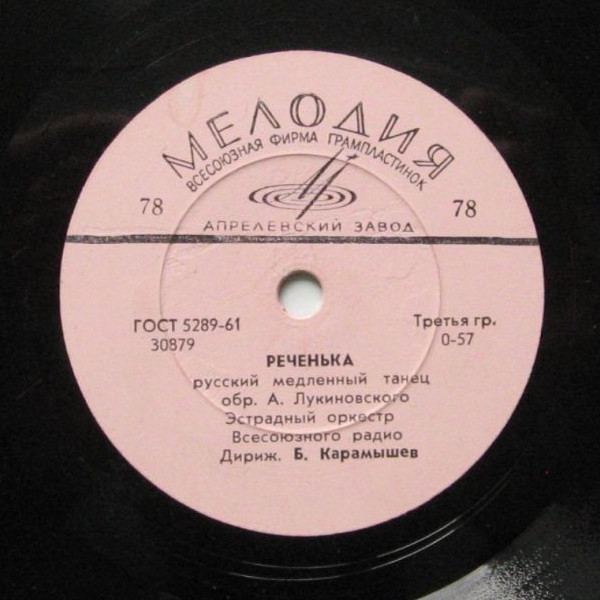 МЕЛОДИЯ
ВСЕСОЮЗНАЯ ФИРМА ГРАМПЛАСТИНОК
78 78
АПРЕЛЕВСКИЙ ЗАВОД
ГОСТ 5289-61 Третья гр.
30879 0-57
РЕЧЕНЬКА
русский медленный танец
обр. А. Лукиновского
Эстрадный оркестр
Всесоюзного радио
Дириж. Б. Карамышев